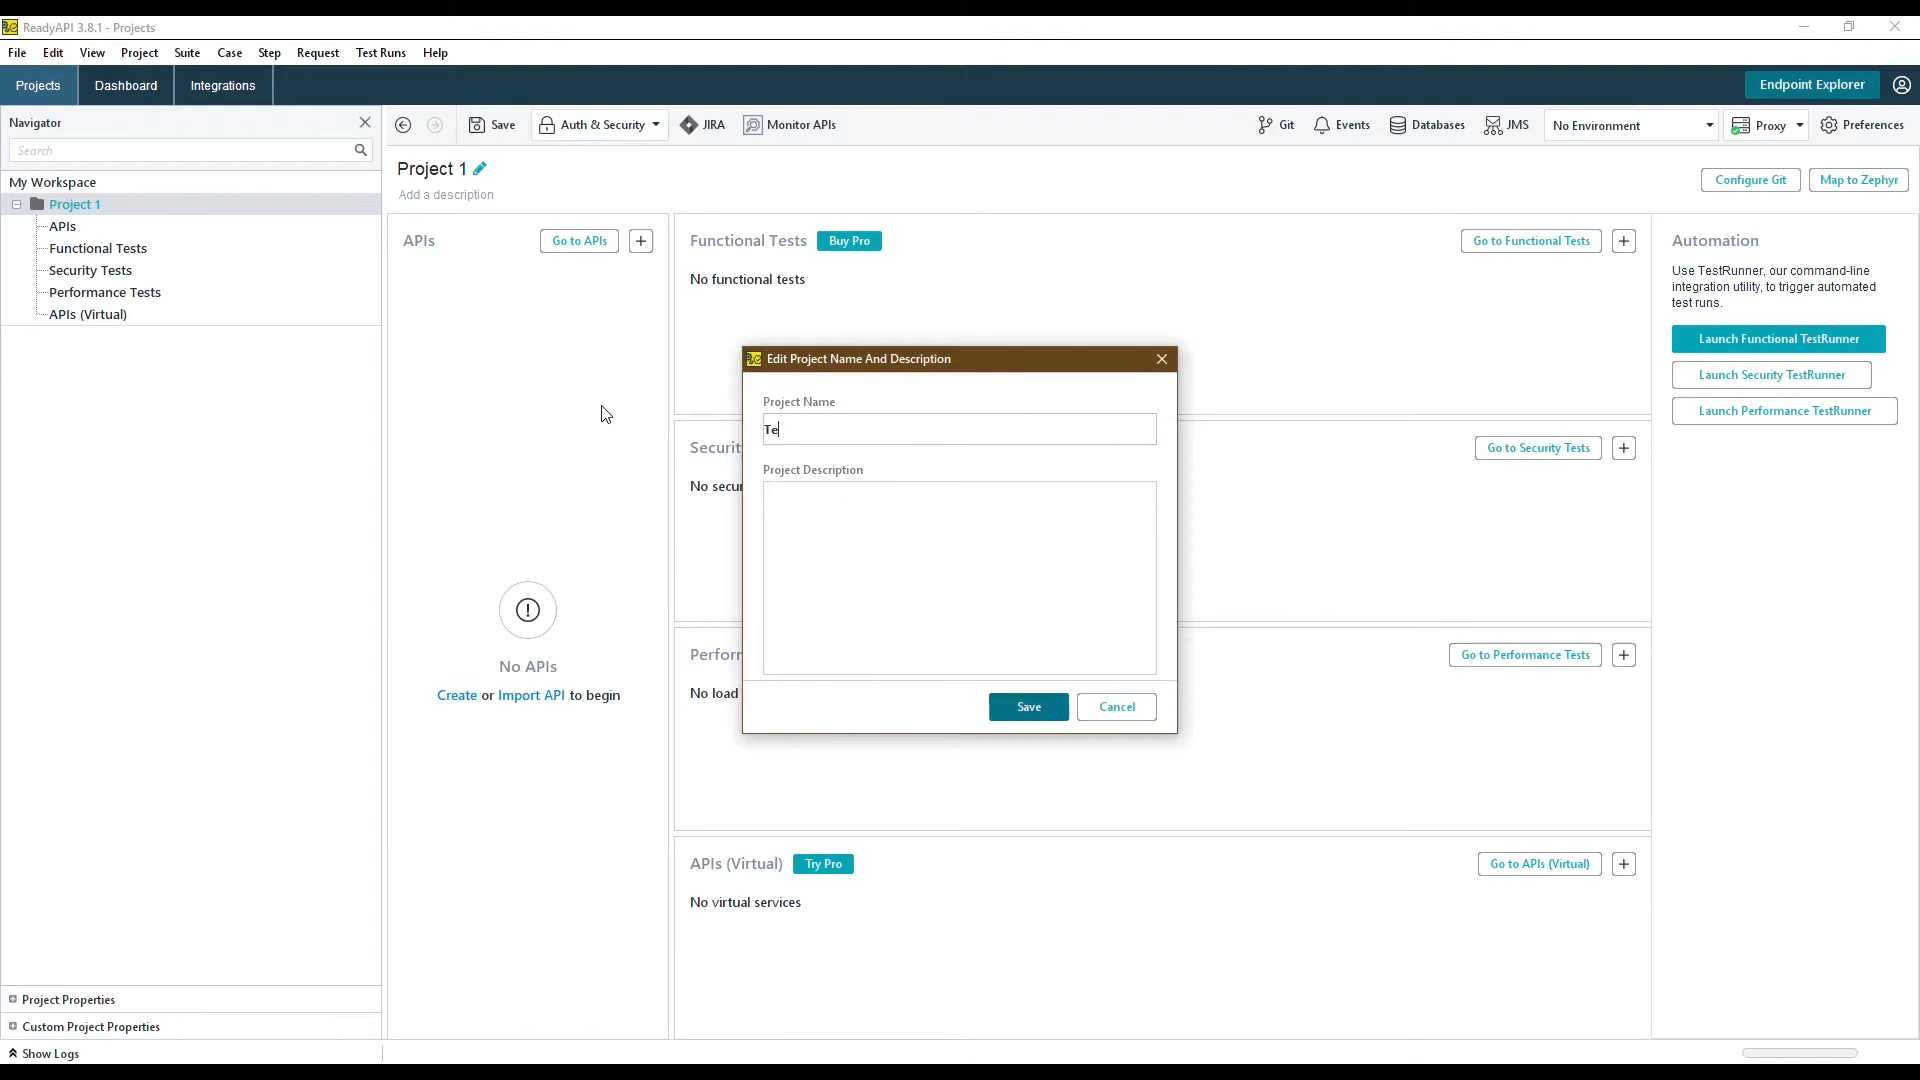 ReadyAPI 3.8.1 - Projects
File Edit View Project Suite Case Step Request Test Runs Help
Projects Dashboard Integrations Endpoint Explorer
Navigator
Search
Save Auth & Security JIRA Monitor APIs Git Events Databases JMS No Environment Proxy Preferences
My Workspace
Project 1
APIs
Functional Tests
Security Tests
Performance Tests
APIs (Virtual)
Project 1
Add a description
Configure Git Map to Zephyr
APIs Go to APIs
No APIs
Create or Import API to begin
Functional Tests Buy Pro Go to Functional Tests
No functional tests
Securit Go to Security Tests
No secur
Perforr Go to Performance Tests
No load
APIs (Virtual) Try Pro Go to APIs (Virtual)
No virtual services
Edit Project Name And Description
Project Name
Te
Project Description
Save Cancel
Automation
Use TestRunner, our command-line
integration utility, to trigger automated
test runs.
Launch Functional TestRunner
Launch Security TestRunner
Launch Performance TestRunner
Project Properties
Custom Project Properties
Show Logs